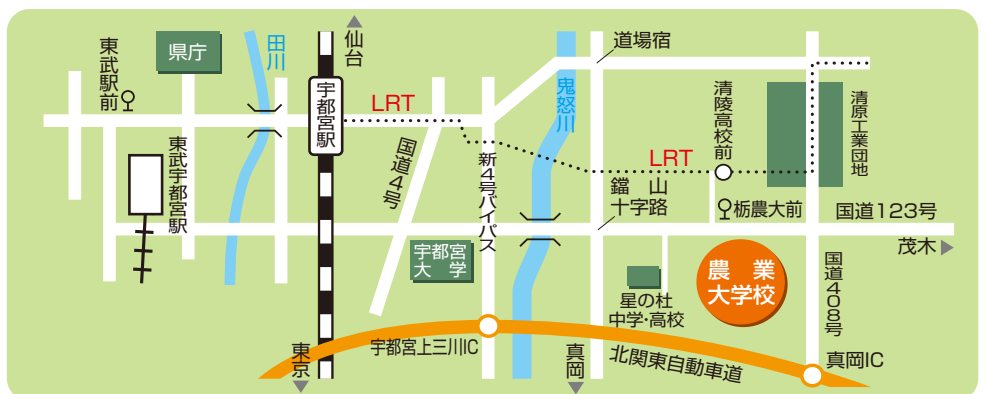 仙台
東武駅前
県庁
田川
道場宿
宇都宮駅
LRT
鬼怒川
清陵高校前
清原工業団地
国道4号
新4号バイパス
LRT
東武宇都宮駅
鐺山
十字路
栃農大前
国道123号
茂木
宇都宮
大学
農業
大学校
星の杜
中学・高校
国道408号
宇都宮上三川IC
北関東自動車道
真岡IC
東京
真岡